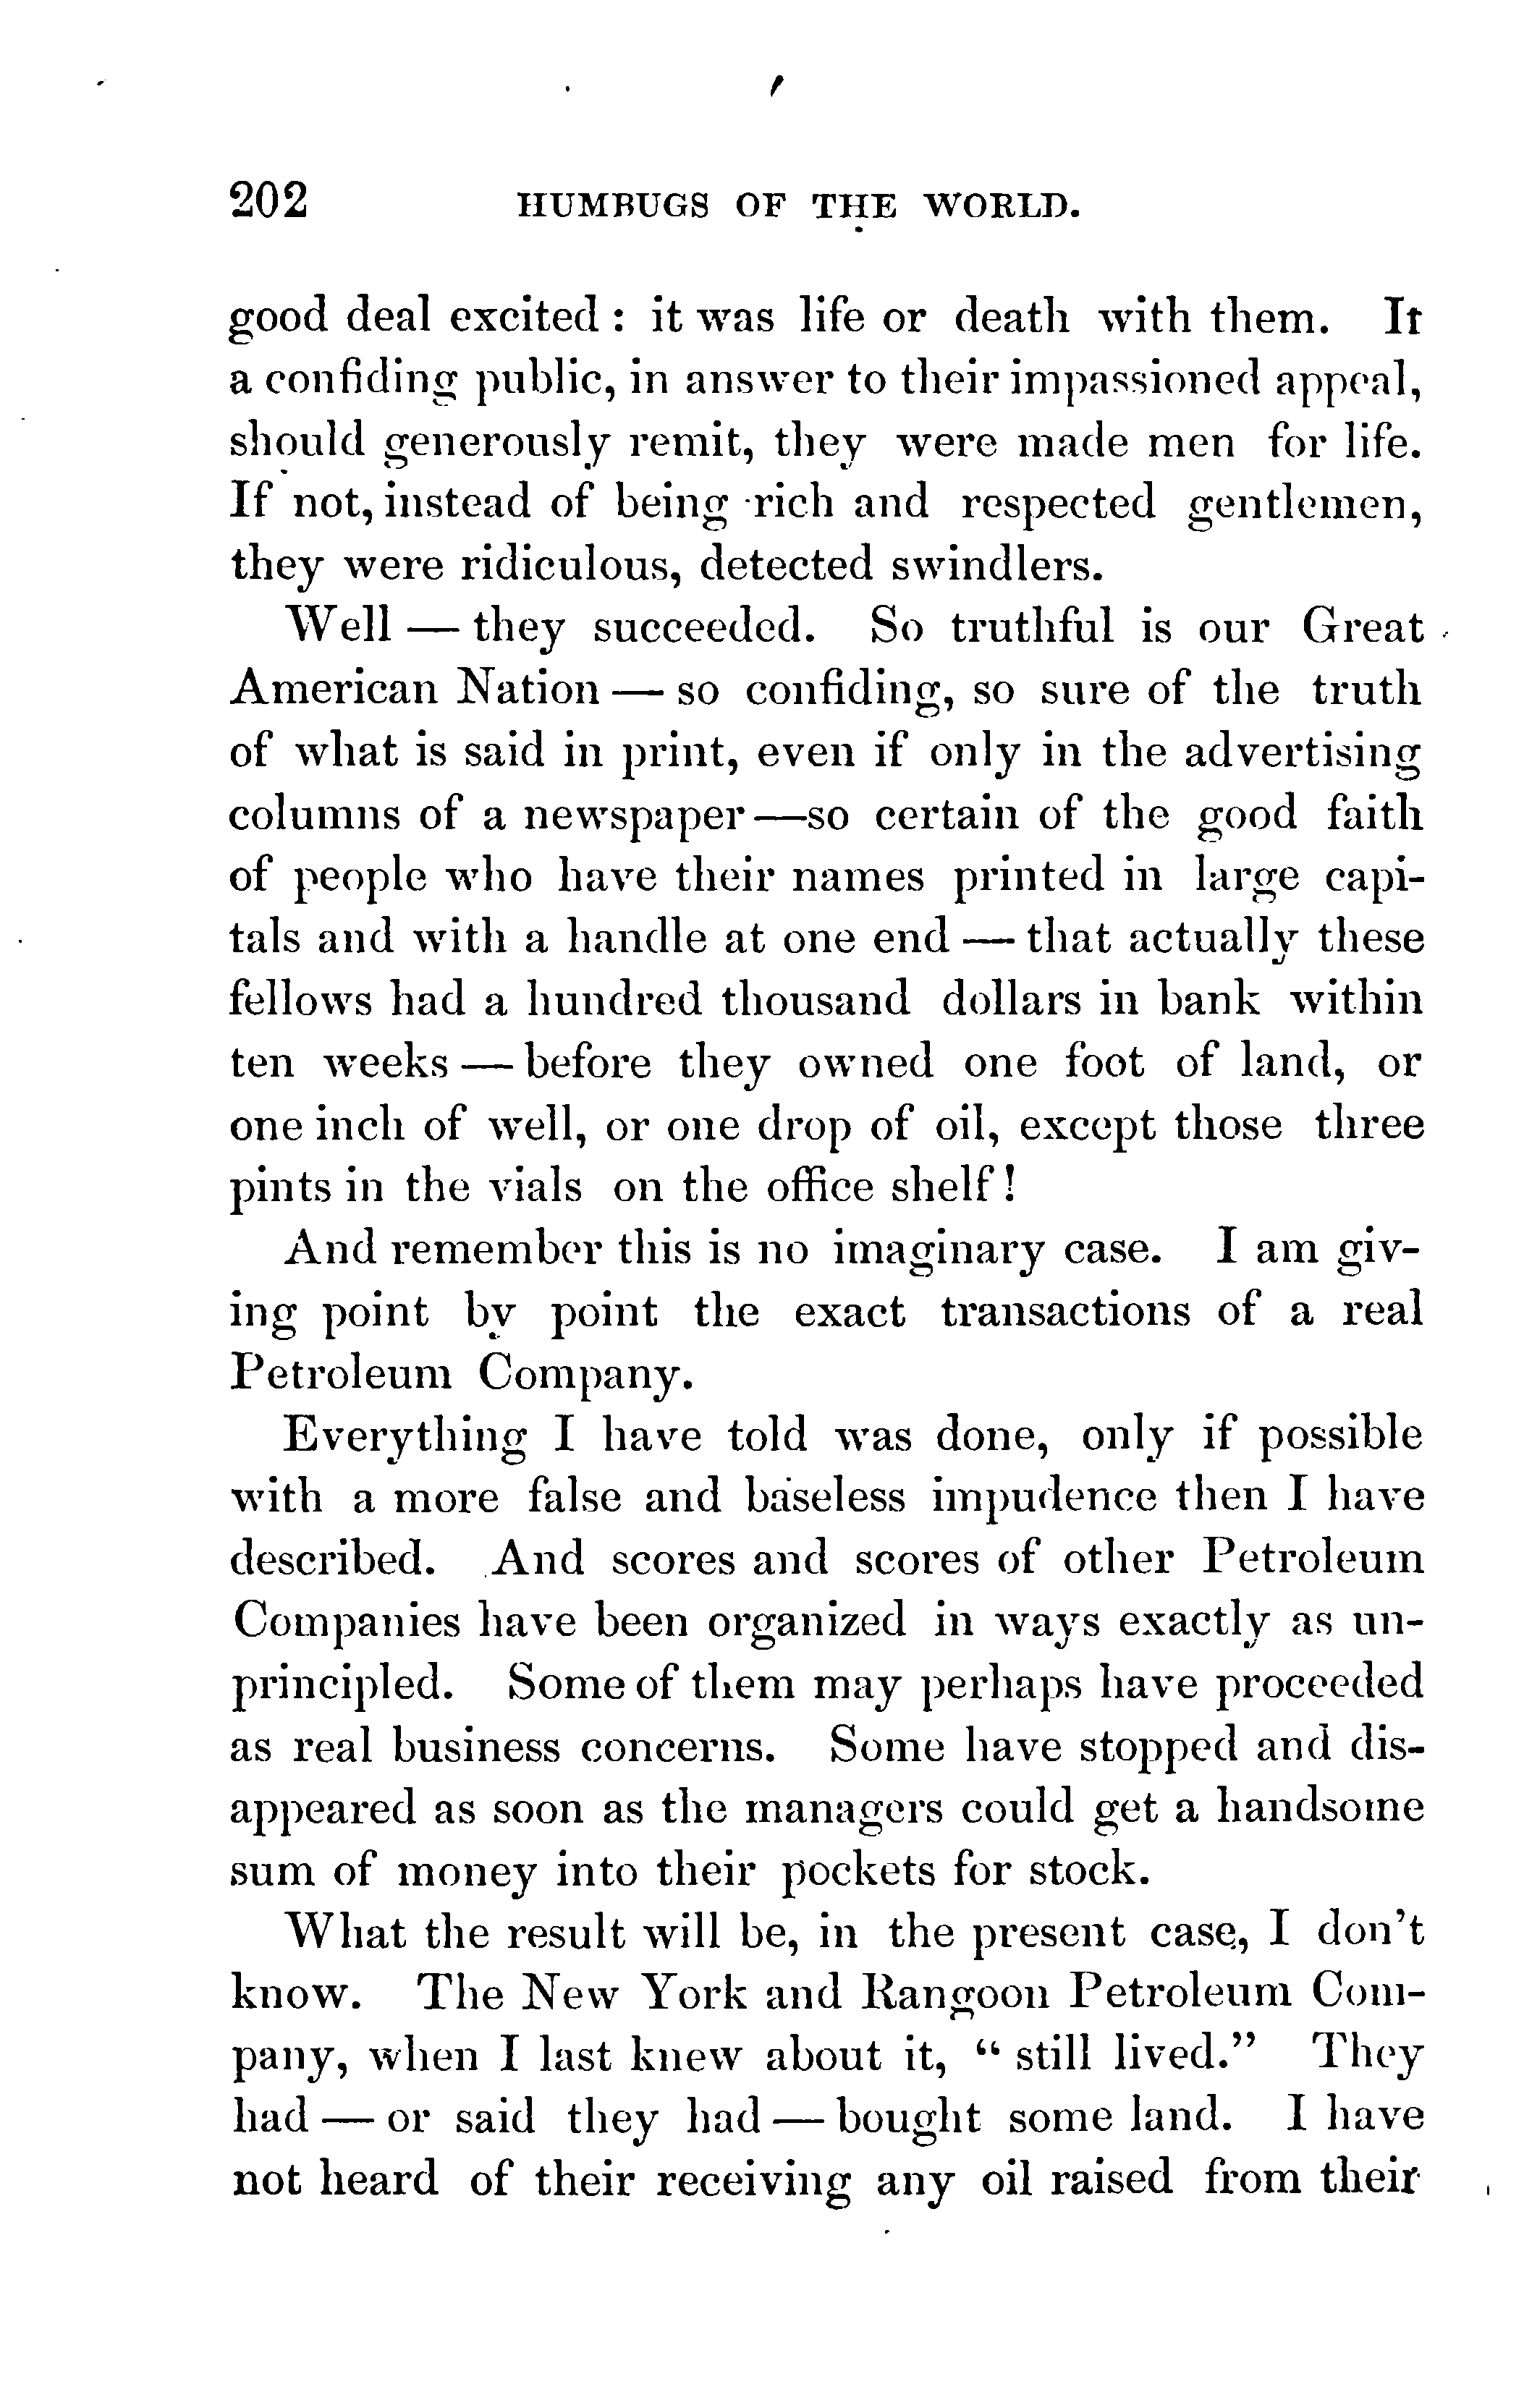 202 HUMBUGS OF THE WORLD.
good deal excited : it was life or death with them. It
a confiding public, in answer to their impassioned appeal,
should generously remit, they were made men for life.
If not, instead of being rich and respected gentlemen,
they were ridiculous, detected swindlers.
Well — they succeeded. So truthful is our Great
American Nation — so confiding, so sure of the truth
of what is said in print, even if only in the advertising
columns of a newspaper—so certain of the good faith
of people who have their names printed in large capi-
tals and with a handle at one end — that actually these
fellows had a hundred thousand dollars in bank within
ten weeks — before they owned one foot of land, or
one inch of well, or one drop of oil, except those three
pints in the vials on the office shelf!
And remember this is no imaginary case. I am giv-
ing point by point the exact transactions of a real
Petroleum Company.
Everything I have told was done, only if possible
with a more false and baseless impudence then I have
described. And scores and scores of other Petroleum
Companies have been organized in ways exactly as un-
principled. Some of them may perhaps have proceeded
as real business concerns. Some have stopped and dis-
appeared as soon as the managers could get a handsome
sum of money into their pockets for stock.
What the result will be, in the present case, I don't
know. The New York and Rangoon Petroleum Com-
pany, when I last knew about it, “ still lived.” They
had — or said they had — bought some land. I have
not heard of their receiving any oil raised from their